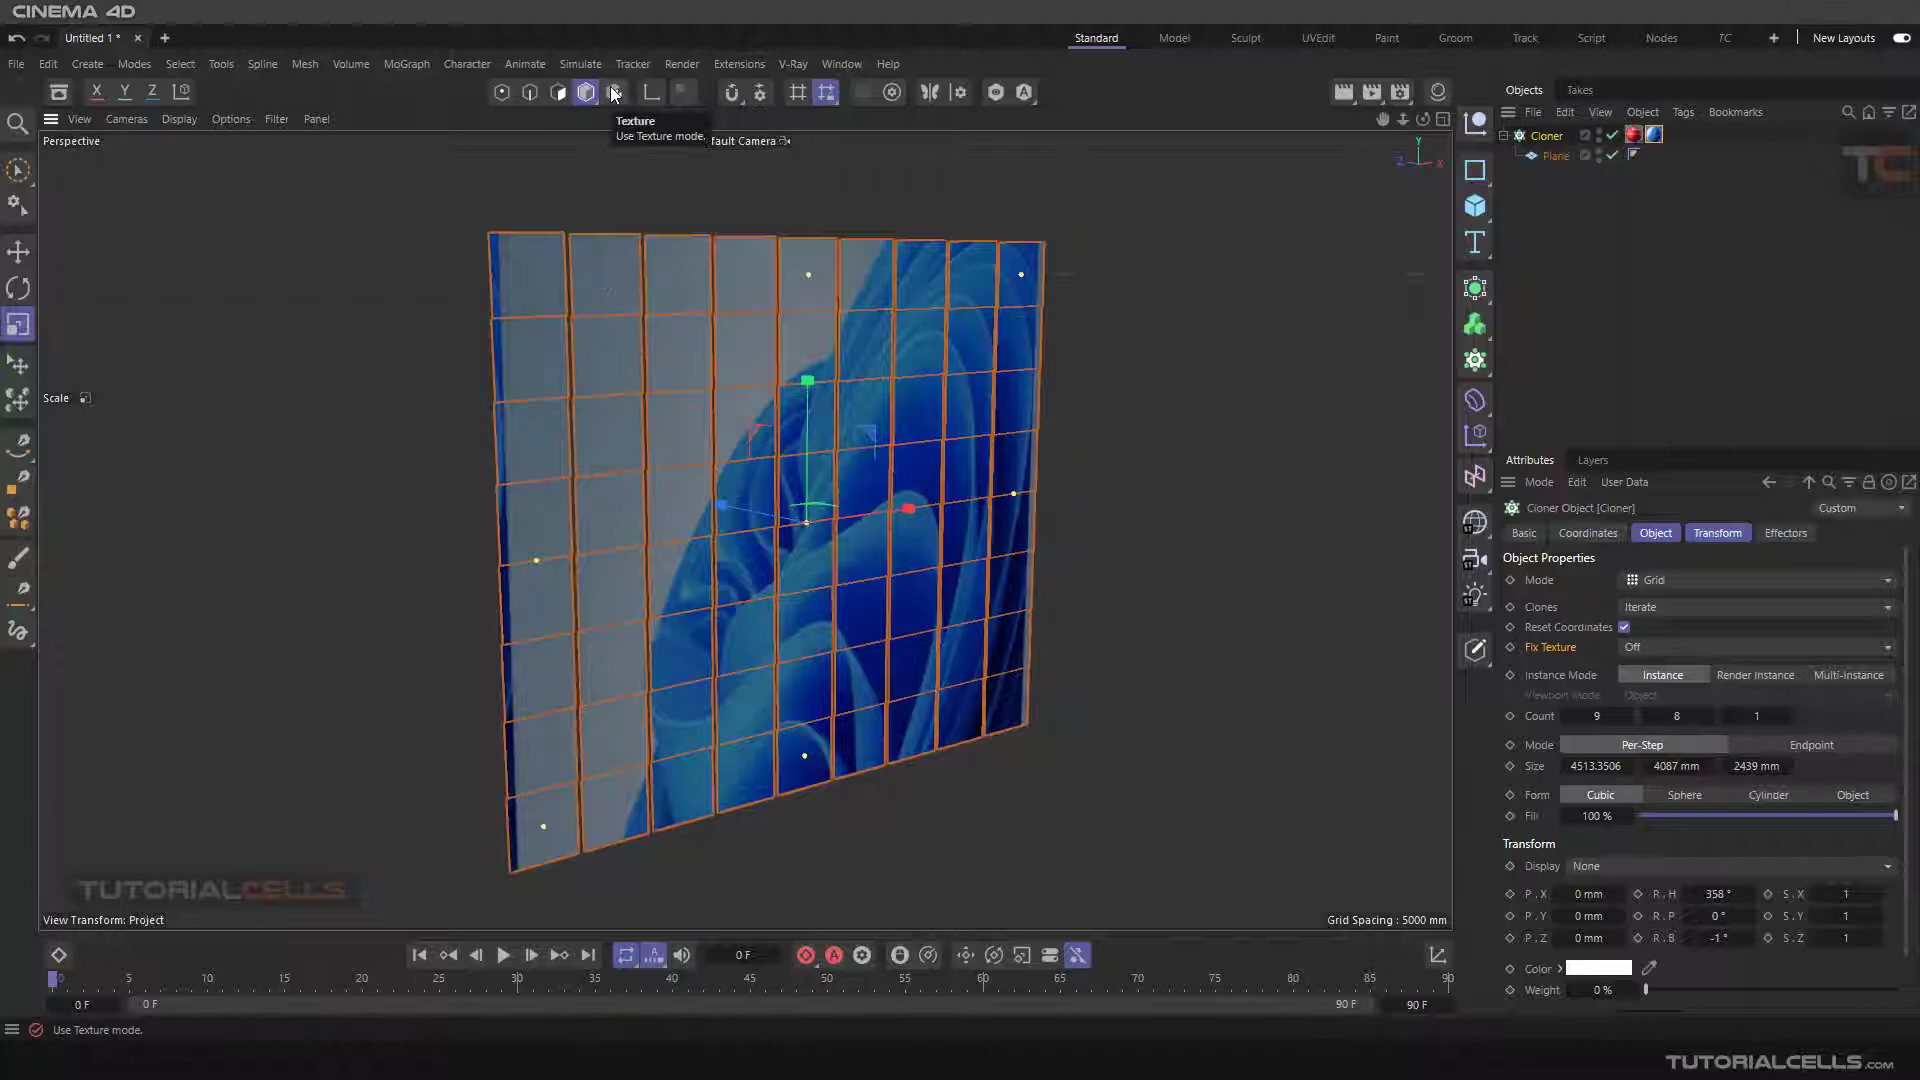 CINEMA 4D
Untitled 1 *
Standard
Model
Sculpt
UVEdit
Paint
Groom
Track
Script
Nodes
TC
New Layouts
File Edit Create Modes Select Tools Spline Mesh Volume MoGraph Character Animate Simulate Tracker Render Extensions V-Ray Window Help
X Y Z
Objects Takes
View Cameras Display Options Filter Panel
Texture
Use Texture mode.
File Edit View Object Tags Bookmarks
Perspective
fault Camera
Y
Z X
Cloner
Plane
TC
Scale
Attributes Layers
Mode Edit User Data
Cloner Object [Cloner]
Custom
Basic Coordinates Object Transform Effectors
Object Properties
Mode Grid
Clones Iterate
Reset Coordinates
Fix Texture Off
Instance Mode Instance Render Instance Multi-Instance
Viewport Mode Object
Count 9 8 1
Mode Per-Step Endpoint
Size 4513.3506 4087 mm 2439 mm
Form Cubic Sphere Cylinder Object
Fill 100 %
Transform
Display None
P . X 0 mm R . H 358 ° S . X 1
P . Y 0 mm R . P 0 ° S . Y 1
P . Z 0 mm R . B -1 ° S . Z 1
Color
Weight 0 %
TUTORIALCELLS
View Transform: Project
Grid Spacing : 5000 mm
0 F
0 5 10 15 20 25 30 35 40 45 50 55 60 65 70 75 80 85 90
0 F 0 F 90 F 90 F
Use Texture mode.
TUTORIALCELLS.COM